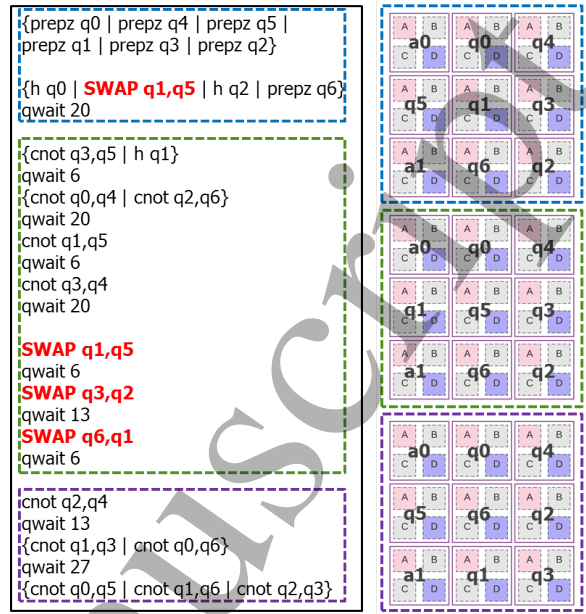 {prepz q0 | prepz q4 | prepz q5 |
prepz q1 | prepz q3 | prepz q2}
{h q0 | SWAP q1,q5 | h q2 | prepz q6}
qwait 20
{cnot q3,q5 | h q1}
qwait 6
{cnot q0,q4 | cnot q2,q6}
qwait 20
cnot q1,q5
qwait 6
cnot q3,q4
qwait 20
SWAP q1,q5
qwait 6
SWAP q3,q2
qwait 13
SWAP q6,q1
qwait 6
cnot q2,q4
qwait 13
{cnot q1,q3 | cnot q0,q6}
qwait 27
{cnot q0,q5 | cnot q1,q6 | cnot q2,q3}
A B A B A B
a0 q0 q4
C D C D C D
A B A B A B
q5 q1 q3
C D C D C D
A B A B A B
a1 q6 q2
C D C D C D
A B A B A B
a0 q0 q4
C D C D C D
A B A B A B
q1 q5 q3
C D C D C D
A B A B A B
a1 q6 q2
C D C D C D
A B A B A B
a0 q0 q4
C D C D C D
A B A B A B
q5 q6 q2
C D C D C D
A B A B A B
a1 q1 q3
C D C D C D
uscript